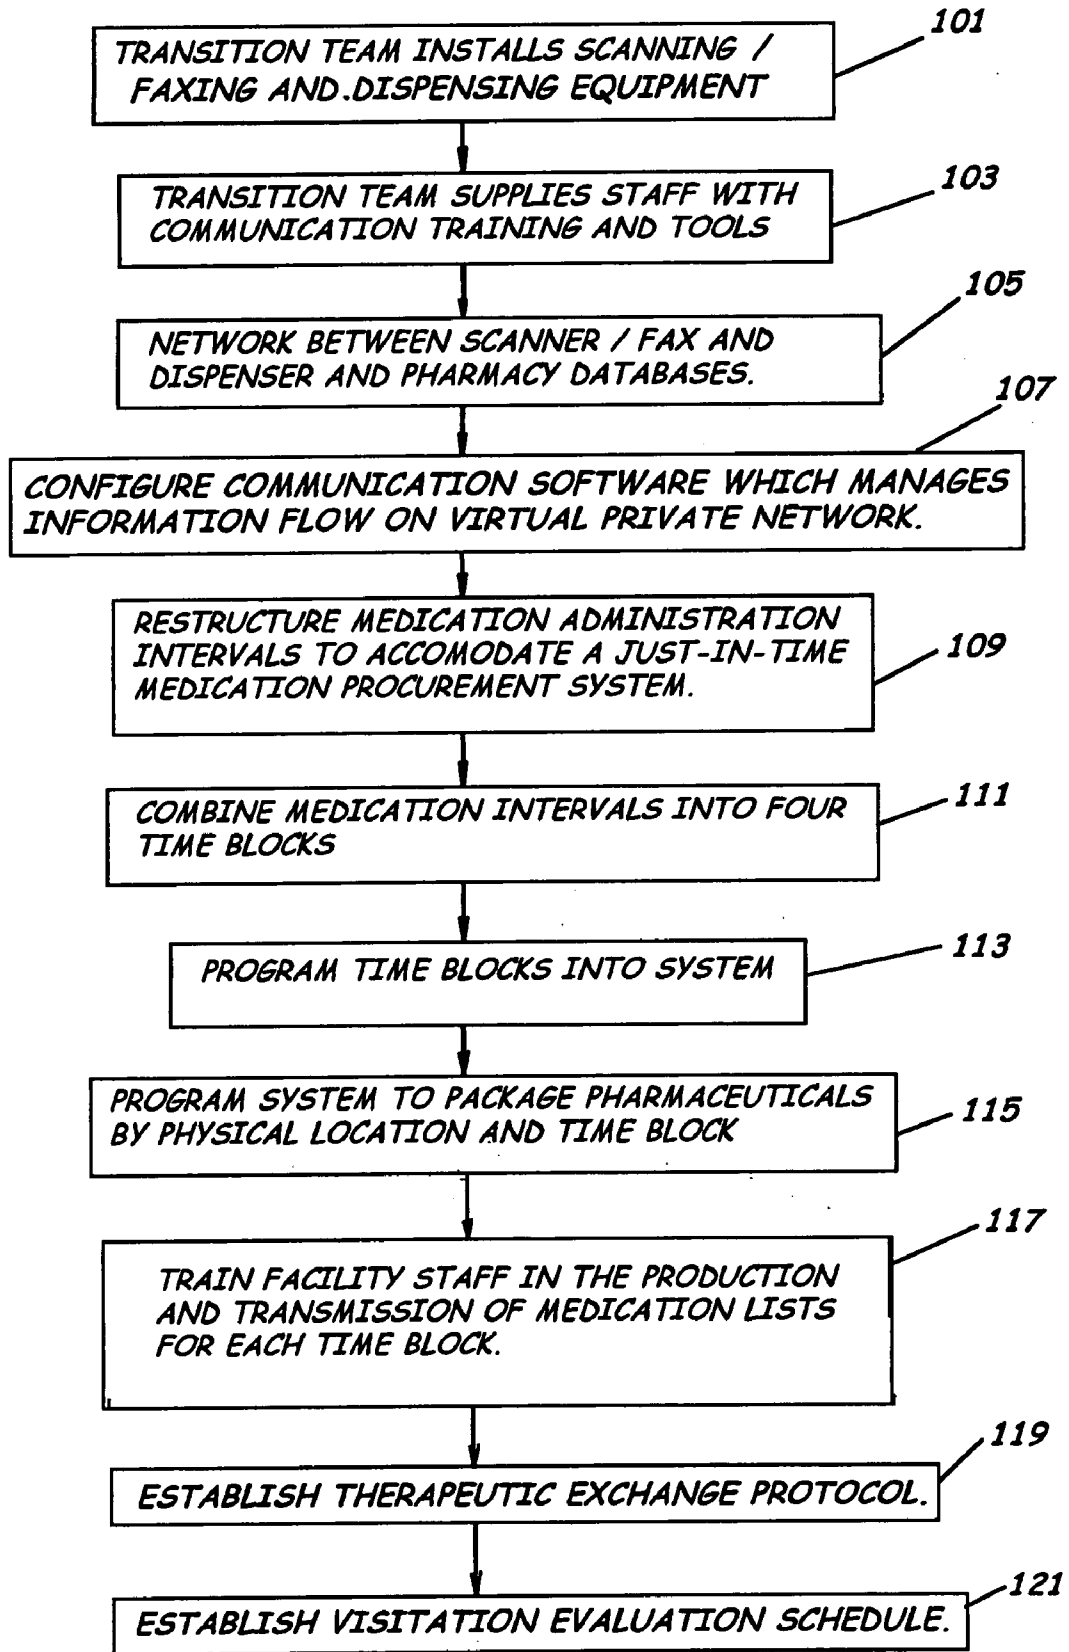 101
TRANSITION TEAM INSTALLS SCANNING /
FAXING AND.DISPENSING EQUIPMENT
103
TRANSITION TEAM SUPPLIES STAFF WITH
COMMUNICATION TRAINING AND TOOLS
105
NETWORK BETWEEN SCANNER / FAX AND
DISPENSER AND PHARMACY DATABASES.
107
CONFIGURE COMMUNICATION SOFTWARE WHICH MANAGES
INFORMATION FLOW ON VIRTUAL PRIVATE NETWORK.
RESTRUCTURE MEDICATION ADMINISTRATION
INTERVALS TO ACCOMODATE A JUST-IN-TIME
MEDICATION PROCUREMENT SYSTEM.
109
COMBINE MEDICATION INTERVALS INTO FOUR
TIME BLOCKS
111
PROGRAM TIME BLOCKS INTO SYSTEM
113
PROGRAM SYSTEM TO PACKAGE PHARMACEUTICALS
BY PHYSICAL LOCATION AND TIME BLOCK
115
117
TRAIN FACILITY STAFF IN THE PRODUCTION
AND TRANSMISSION OF MEDICATION LISTS
FOR EACH TIME BLOCK.
119
ESTABLISH THERAPEUTIC EXCHANGE PROTOCOL.
121
ESTABLISH VISITATION EVALUATION SCHEDULE.